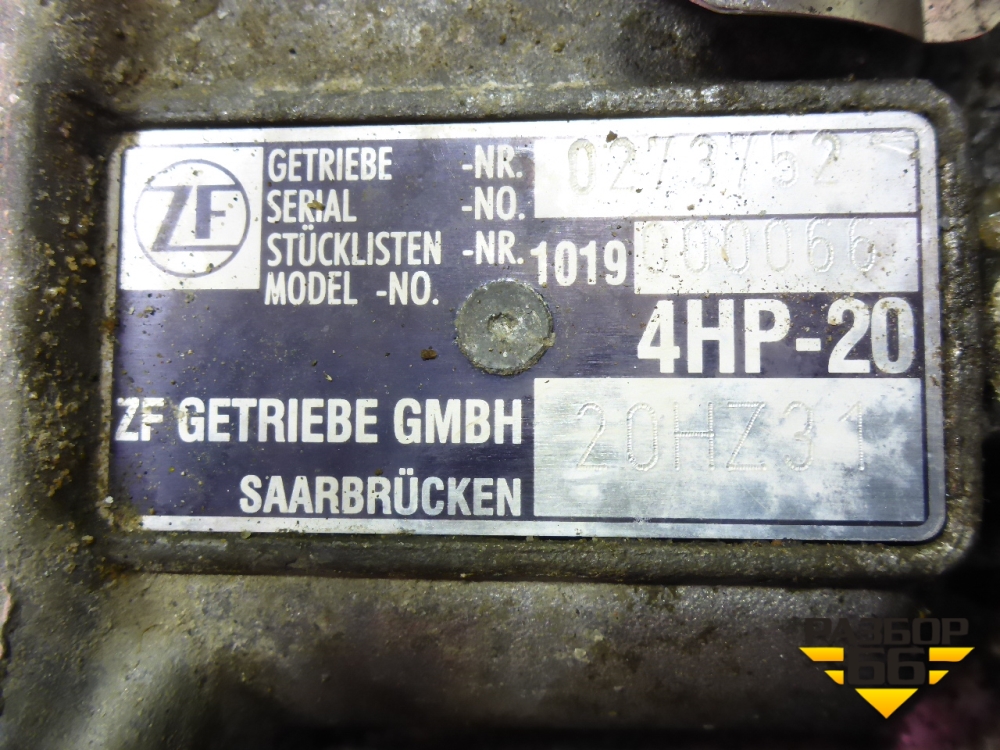 ZF
GETRIEBE -NR. 0273752
SERIAL -NO.
STÜCKLISTEN -NR. 1019 000066
MODEL -NO.
4HP-20
ZF GETRIEBE GMBH 20HZ31
SAARBRÜCKEN
РАЗБОР
66